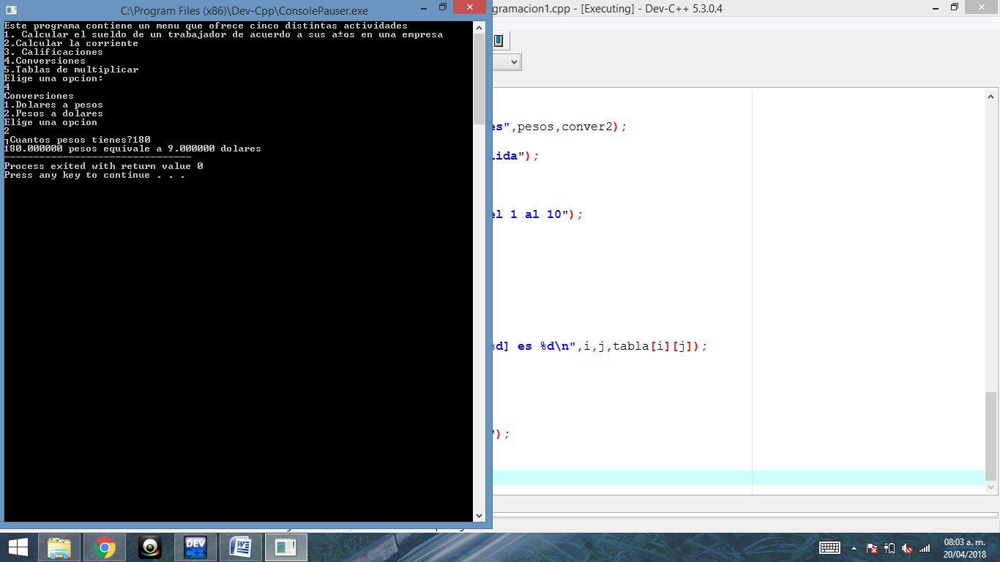 C:\Program Files (x86)\Dev-Cpp\ConsolePauser.exe
gramacion1.cpp - [Executing] - Dev-C++ 5.3.0.4
Este programa contiene un menu que ofrece cinco distintas actividades
1. Calcular el sueldo de un trabajador de acuerdo a sus a±os en una empresa
2.Calcular la corriente
3. Calificaciones
4.Conversiones
5.Tablas de multiplicar
Elige una opcion:
4
Conversiones
1.Dolares a pesos
2.Pesos a dolares
Elige una opcion
2
┐Cuantos pesos tienes?180
180.000000 pesos equivale a 9.000000 dolares
--------------------------------
Process exited with return value 0
Press any key to continue . . .
es",pesos,conver2);
lida");
el 1 al 10");
%d] es %d\n",i,j,tabla[i][j]);
");
DEV
C++
08:03 a. m.
20/04/2018